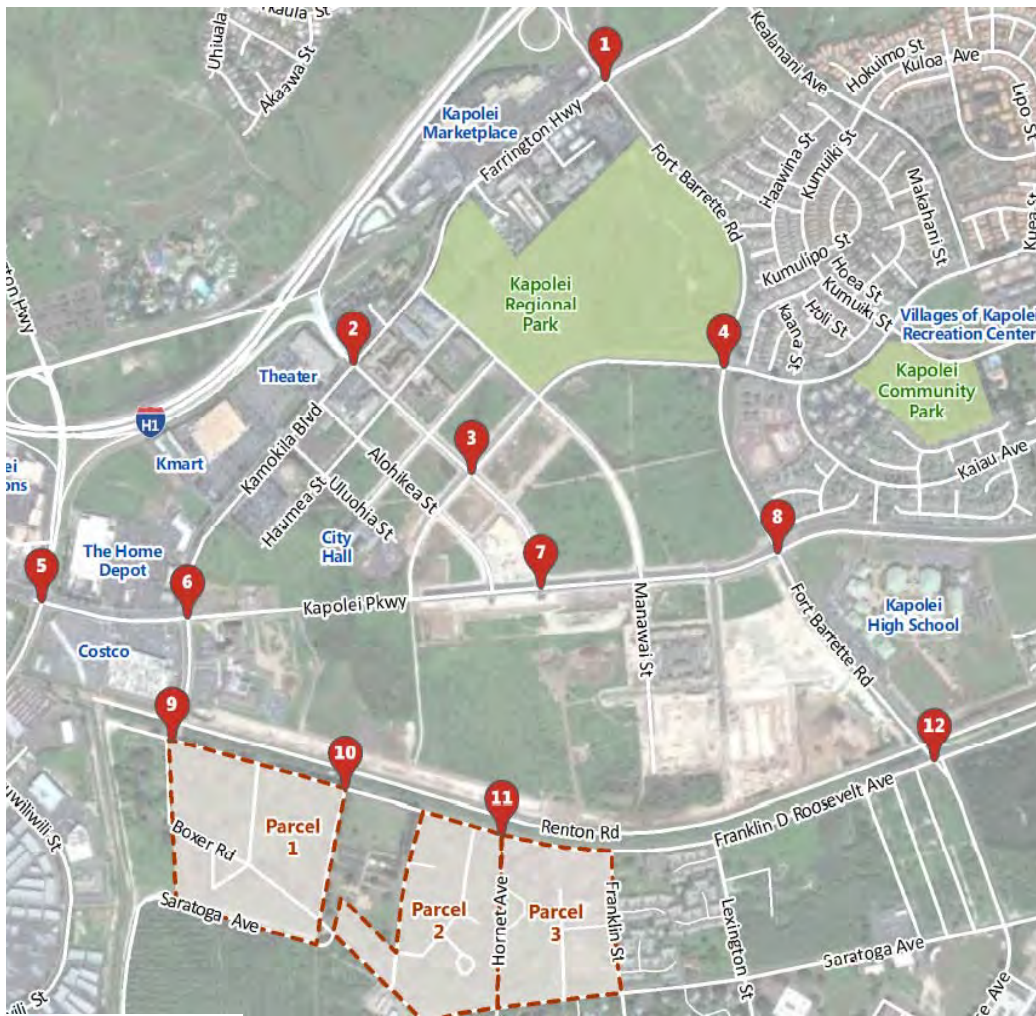 Uhiuala
Akaawa St
1
Kealanani Ave
Hokuimo St
Kuloa Ave
Lipo St
Kapolei
Marketplace
Farrington Hwy
Fort Barrette Rd
Haawina St
Kumuiki St
Makahani St
Kumulipo St
Hoea St
Kumuiki St
Holi St
Kaana St
Kapolei
Regional
Park
Villages of Kapolei
Recreation Center
2
4
Theater
Kapolei
Community
Park
H1
Kmart
Kamokila Blvd
3
Alohikea St
Uluohia St
Haumea St
Kaiau Ave
City
Hall
8
The Home
Depot
5
6
7
Kapolei Pkwy
Manawai St
Fort Barrette Rd
Kapolei
High School
Costco
9
10
11
12
Renton Rd
Franklin D Roosevelt Ave
Boxer Rd
Parcel
1
Saratoga Ave
Parcel
2
Hornet Ave
Parcel
3
Franklin St
Lexington St
Saratoga Ave